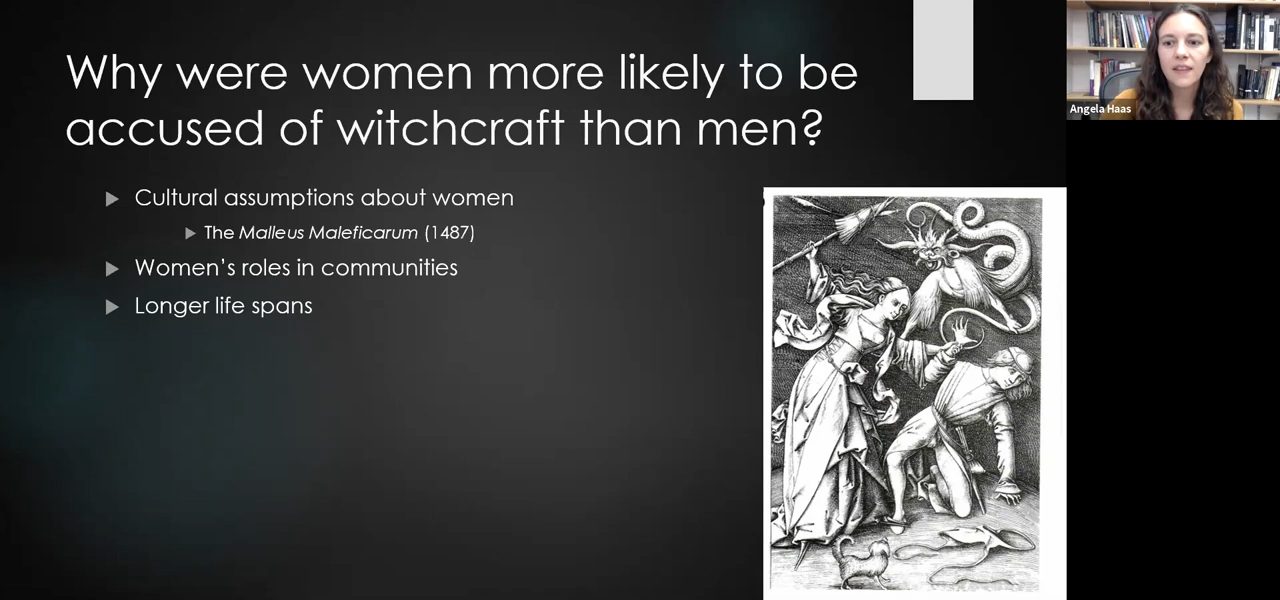 Why were women more likely to be
accused of witchcraft than men?
Cultural assumptions about women
The Malleus Maleficarum (1487)
Women’s roles in communities
Longer life spans
Angela Haas